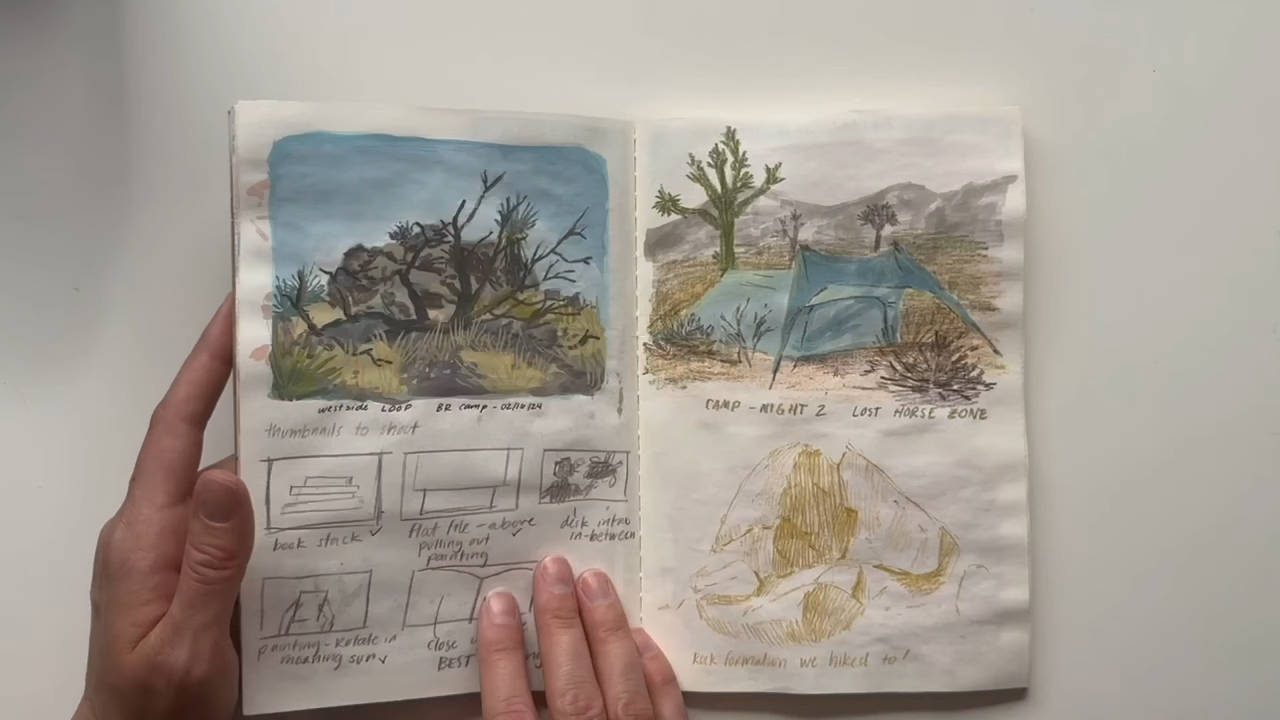 westside LOOP BR camp - 02/16/24
thumbnails to shoot
book stack ✓
flat file - above ✓
pulling out
painting
desk intro
in-between
painting - Rotate in
morning sun ✓
close
BEST
CAMP - NIGHT 2 LOST HORSE ZONE
Rock formation we hiked to!